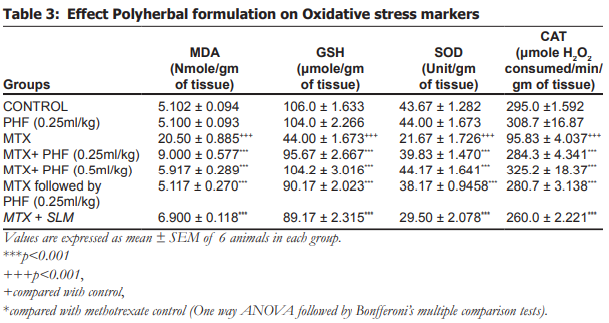 Table 3: Effect Polyherbal formulation on Oxidative stress markers
Groups MDA (Nmole/gm of tissue) GSH (µmole/gm of tissue) SOD (Unit/gm of tissue) CAT (µmole H₂O₂ consumed/min/gm of tissue)
CONTROL 5.102 ± 0.094 106.0 ± 1.633 43.67 ± 1.282 295.0 ±1.592
PHF (0.25ml/kg) 5.100 ± 0.093 104.0 ± 2.266 44.00 ± 1.673 308.7 ±16.87
MTX 20.50 ± 0.885+++ 44.00 ± 1.673+++ 21.67 ± 1.726+++ 95.83 ± 4.037+++
MTX+ PHF (0.25ml/kg) 9.000 ± 0.577*** 95.67 ± 2.667*** 39.83 ± 1.470*** 284.3 ± 4.341***
MTX+ PHF (0.5ml/kg) 5.917 ± 0.289*** 104.2 ± 3.016*** 44.17 ± 1.641*** 325.2 ± 18.37***
MTX followed by 5.117 ± 0.270*** 90.17 ± 2.023*** 38.17 ± 0.9458*** 280.7 ± 3.138***
PHF (0.25ml/kg)
MTX + SLM 6.900 ± 0.118*** 89.17 ± 2.315*** 29.50 ± 2.078*** 260.0 ± 2.221***
Values are expressed as mean ± SEM of 6 animals in each group.
***p<0.001
+++p<0.001,
+compared with control,
*compared with methotrexate control (One way ANOVA followed by Bonfferoni's multiple comparison tests).